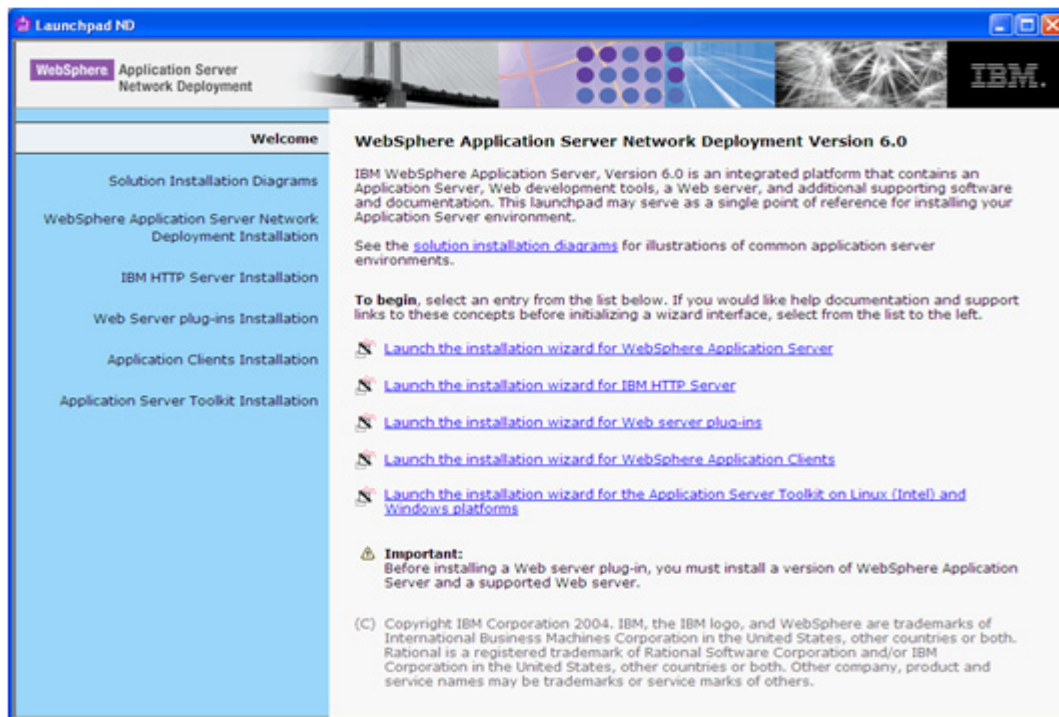 Launchpad ND
WebSphere Application Server
Network Deployment
IBM.
Welcome
Solution Installation Diagrams
WebSphere Application Server Network
Deployment Installation
IBM HTTP Server Installation
Web Server plug-ins Installation
Application Clients Installation
Application Server Toolkit Installation
WebSphere Application Server Network Deployment Version 6.0
IBM WebSphere Application Server, Version 6.0 is an integrated platform that contains an
Application Server, Web development tools, a Web server, and additional supporting software
and documentation. This launchpad may serve as a single point of reference for installing your
Application Server environment.
See the solution installation diagrams for illustrations of common application server
environments.
To begin, select an entry from the list below. If you would like help documentation and support
links to these concepts before initializing a wizard interface, select from the list to the left.
Launch the installation wizard for WebSphere Application Server
Launch the installation wizard for IBM HTTP Server
Launch the installation wizard for Web server plug-ins
Launch the installation wizard for WebSphere Application Clients
Launch the installation wizard for the Application Server Toolkit on Linux (Intel) and
Windows platforms
Important:
Before installing a Web server plug-in, you must install a version of WebSphere Application
Server and a supported Web server.
(C) Copyright IBM Corporation 2004. IBM, the IBM logo, and WebSphere are trademarks of
International Business Machines Corporation in the United States, other countries or both.
Rational is a registered trademark of Rational Software Corporation and/or IBM
Corporation in the United States, other countries or both. Other company, product and
service names may be trademarks or service marks of others.